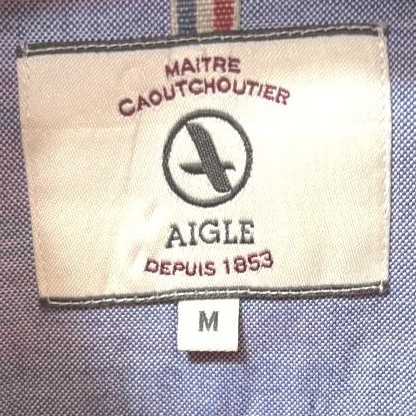 MAITRE
CAOUTCHOUTIER
AIGLE
DEPUIS 1853
M